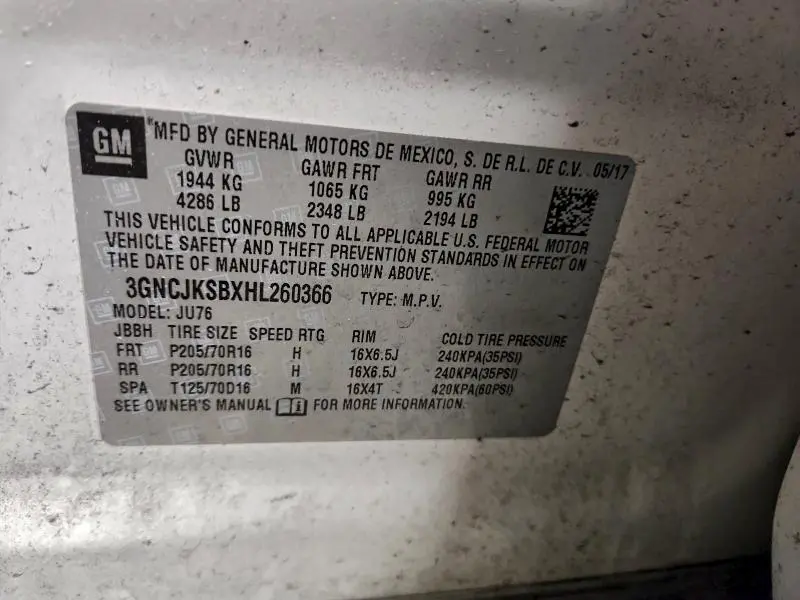 GM *MFD BY GENERAL MOTORS DE MEXICO, S. DE R.L. DE C.V. 05/17
GVWR GAWR FRT GAWR RR
1944 KG 1065 KG 995 KG
4286 LB 2348 LB 2194 LB
THIS VEHICLE CONFORMS TO ALL APPLICABLE U.S. FEDERAL MOTOR
VEHICLE SAFETY AND THEFT PREVENTION STANDARDS IN EFFECT ON
THE DATE OF MANUFACTURE SHOWN ABOVE.
3GNCJKSBXHL260366 TYPE: M.P.V.
MODEL: JU76
JBBH TIRE SIZE SPEED RTG RIM COLD TIRE PRESSURE
FRT P205/70R16 H 16X6.5J 240KPA(35PSI)
RR P205/70R16 H 16X6.5J 240KPA(35PSI)
SPA T125/70D16 M 16X4T 420KPA(60PSI)
SEE OWNER'S MANUAL i FOR MORE INFORMATION.